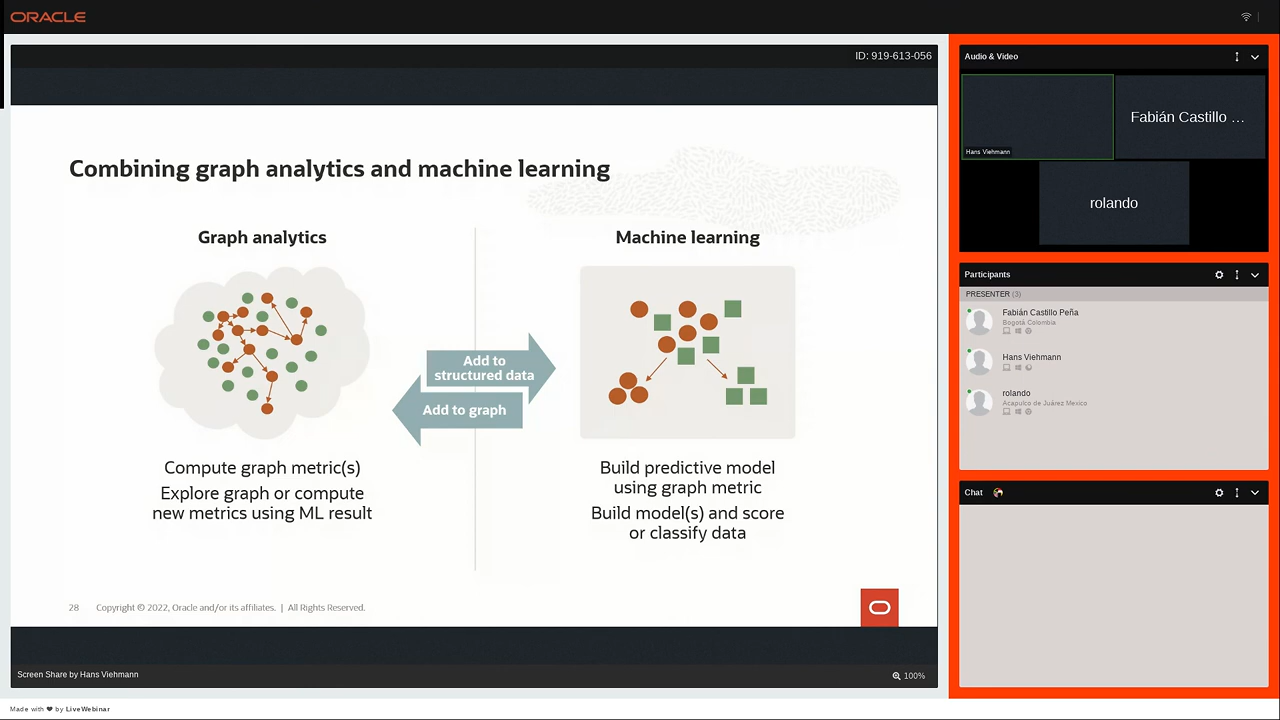 ORACLE
ID: 919-613-056
Combining graph analytics and machine learning
Graph analytics
Add to
structured data
Add to graph
Compute graph metric(s)
Explore graph or compute
new metrics using ML result
Machine learning
Build predictive model
using graph metric
Build model(s) and score
or classify data
28 Copyright © 2022, Oracle and/or its affiliates. | All Rights Reserved.
Screen Share by Hans Viehmann
100%
Audio & Video
Hans Viehmann
Fabián Castillo …
rolando
Participants
PRESENTER (3)
Fabián Castillo Peña
Bogotá Colombia
Hans Viehmann
rolando
Acapulco de Juárez Mexico
Chat
Made with ❤ by LiveWebinar